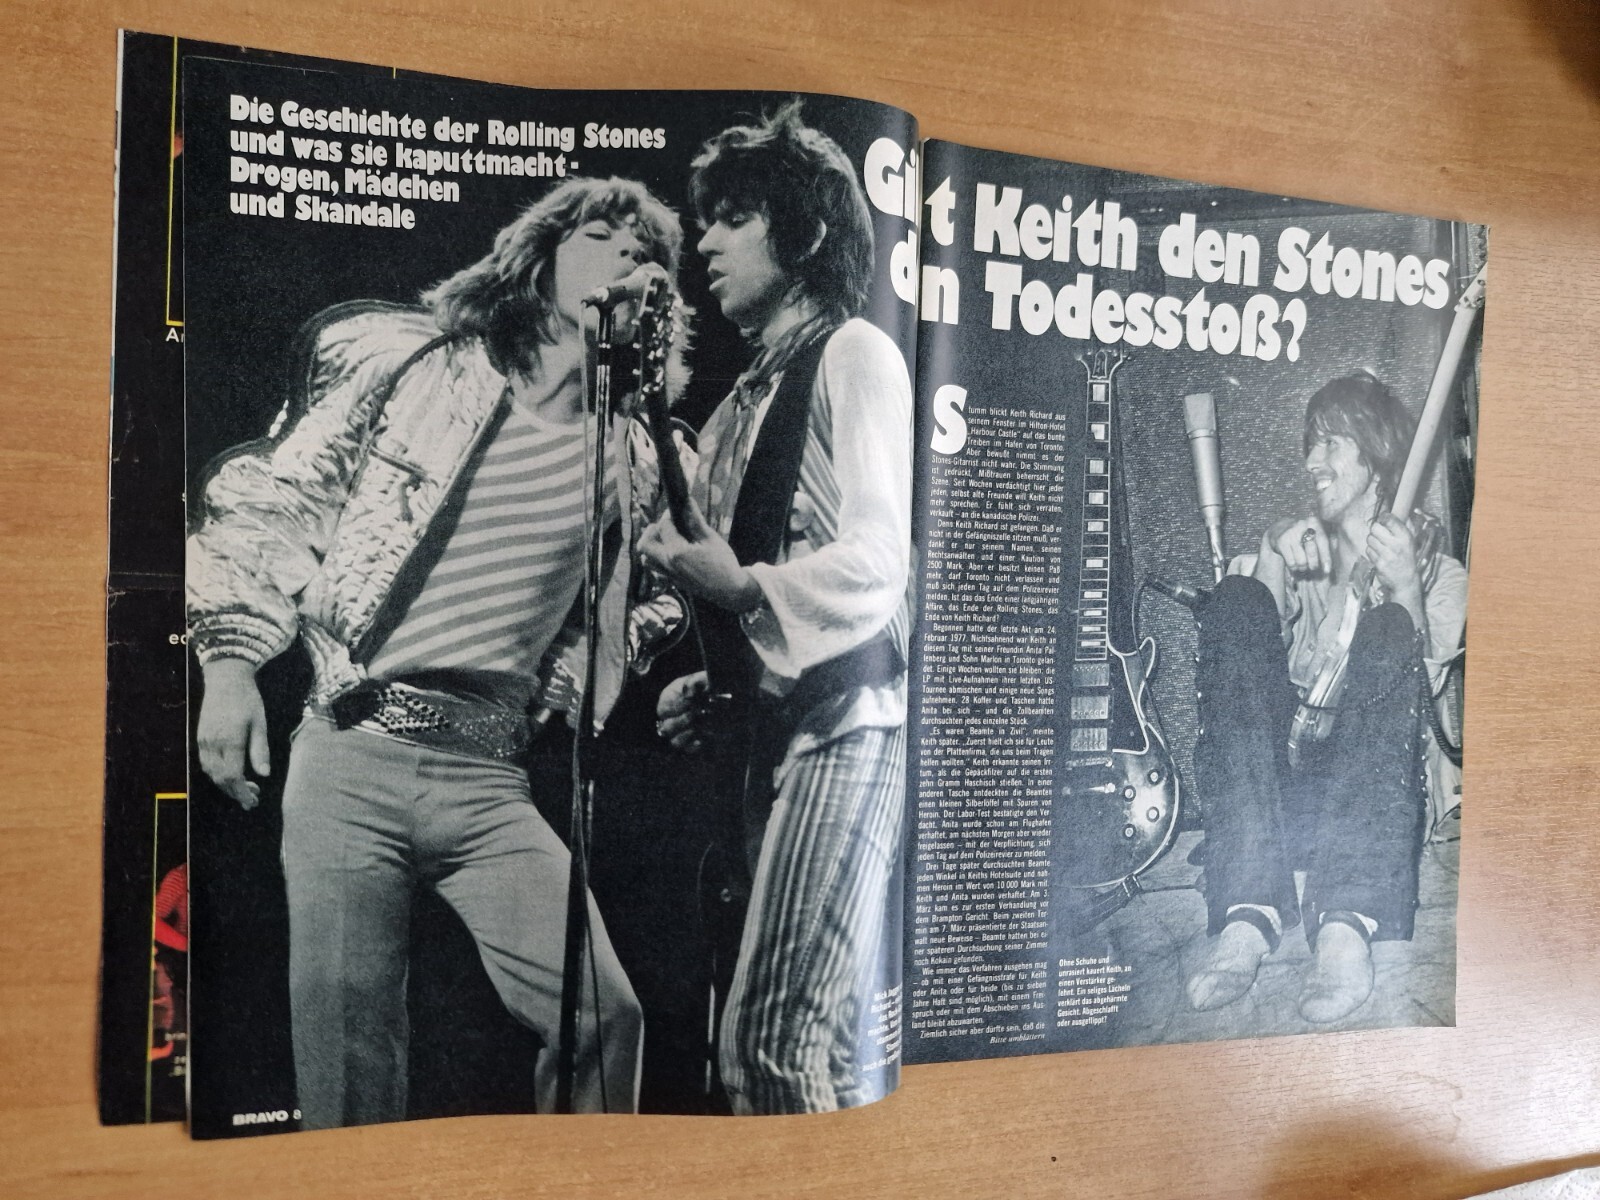 Die Geschichte der Rolling Stones
und was sie kaputtmacht-
Drogen, Mädchen
und Skandale
Gi t Keith den Stones
d n Todesstoß?
Stumm blickt Keith Richard aus
seinem Fenster im Hilton-Hotel
„Harbour Castle" auf das bunte
Treiben im Hafen von Toronto.
Aber bewußt nimmt es der
Stones-Gitarrist nicht wahr. Die Stimmung
ist gedrückt, Mißtrauen beherrscht die
Szene. Seit Wochen verdächtigt hier jeder
jeden, selbst alte Freunde will Keith nicht
mehr sprechen. Er fühlt sich verraten,
verkauft – an die kanadische Polizei.
Denn Keith Richard ist gefangen. Daß er
nicht in der Gefängniszelle sitzen muß, ver-
dankt er nur seinem Namen, seinen
Rechtsanwälten und einer Kaution von
2500 Mark. Aber er besitzt keinen Paß
mehr, darf Toronto nicht verlassen und
muß sich jeden Tag auf dem Polizeirevier
melden. Ist das das Ende einer langjährigen
Affäre, das Ende der Rolling Stones, das
Ende von Keith Richard?
Begonnen hatte der letzte Akt am 24.
Februar 1977. Nichtsahnend war Keith an
diesem Tag mit seiner Freundin Anita Pal-
lenberg und Sohn Marlon in Toronto gelan-
det. Einige Wochen wollten sie bleiben, die
LP mit Live-Aufnahmen ihrer letzten US-
Tournee abmischen und einige neue Songs
aufnehmen. 28 Koffer und Taschen hatte
Anita bei sich – und die Zollbeamten
durchsuchten jedes einzelne Stück.
„Es waren Beamte in Zivil", meinte
Keith später. „Zuerst hielt ich sie für Leute
von der Plattenfirma, die uns beim Tragen
helfen wollten." Keith erkannte seinen Irr-
tum, als die Gepäckfilzer auf die ersten
zehn Gramm Haschisch stießen. In einer
anderen Tasche entdeckten die Beamten
einen kleinen Silberlöffel mit Spuren von
Heroin. Der Labor-Test bestätigte den Ver-
dacht. Anita wurde schon am Flughafen
verhaftet, am nächsten Morgen aber wieder
freigelassen – mit der Verpflichtung, sich
jeden Tag auf dem Polizeirevier zu melden.
Drei Tage später durchsuchten Beamte
jeden Winkel in Keiths Hotelsuite und nah-
men Heroin im Wert von 10 000 Mark mit.
Keith und Anita wurden verhaftet. Am 3.
März kam es zur ersten Verhandlung vor
dem Brampton Gericht. Beim zweiten Ter-
min am 7. März präsentierte der Staatsan-
walt neue Beweise – Beamte hatten bei ei-
ner späteren Durchsuchung seiner Zimmer
noch Kokain gefunden.
Wie immer das Verfahren ausgehen mag
– ob mit einer Gefängnisstrafe für Keith
oder Anita oder für beide (bis zu sieben
Jahre Haft sind möglich), mit einem Frei-
spruch oder mit dem Abschieben ins Aus-
land bleibt abzuwarten.
Ziemlich sicher aber dürfte sein, daß die
Bitte umblättern
Ohne Schuhe und
unrasiert kauert Keith, an
einen Verstärker ge-
lehnt. Ein seliges Lächeln
verklärt das abgehärmte
Gesicht. Abgeschlafft
oder ausgeflippt?
BRAVO 8